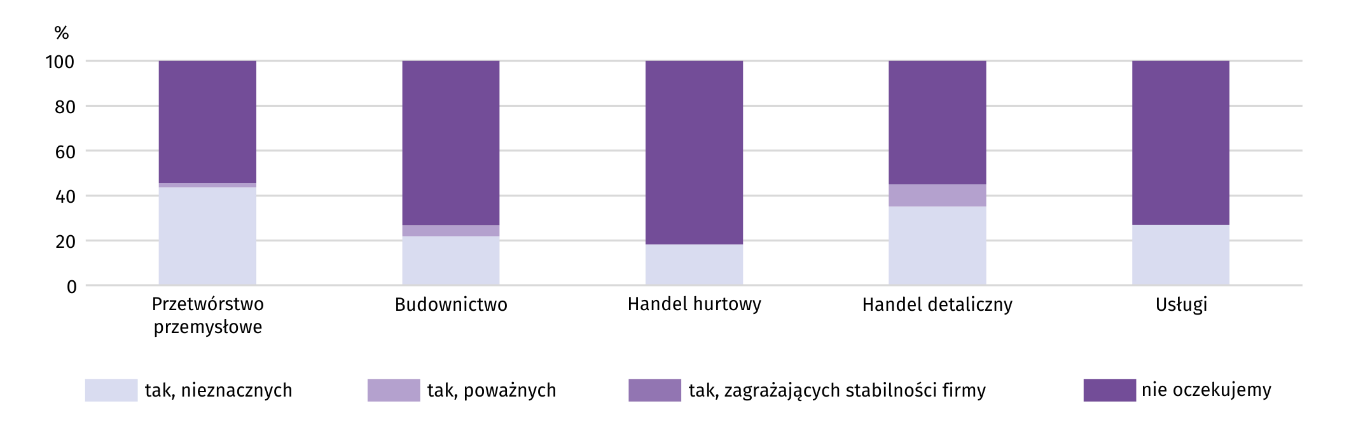 %
100
80
60
40
20
0
Przetwórstwo
przemysłowe
Budownictwo
Handel hurtowy
Handel detaliczny
Usługi
tak, nieznacznych
tak, poważnych
tak, zagrażających stabilności firmy
nie oczekujemy